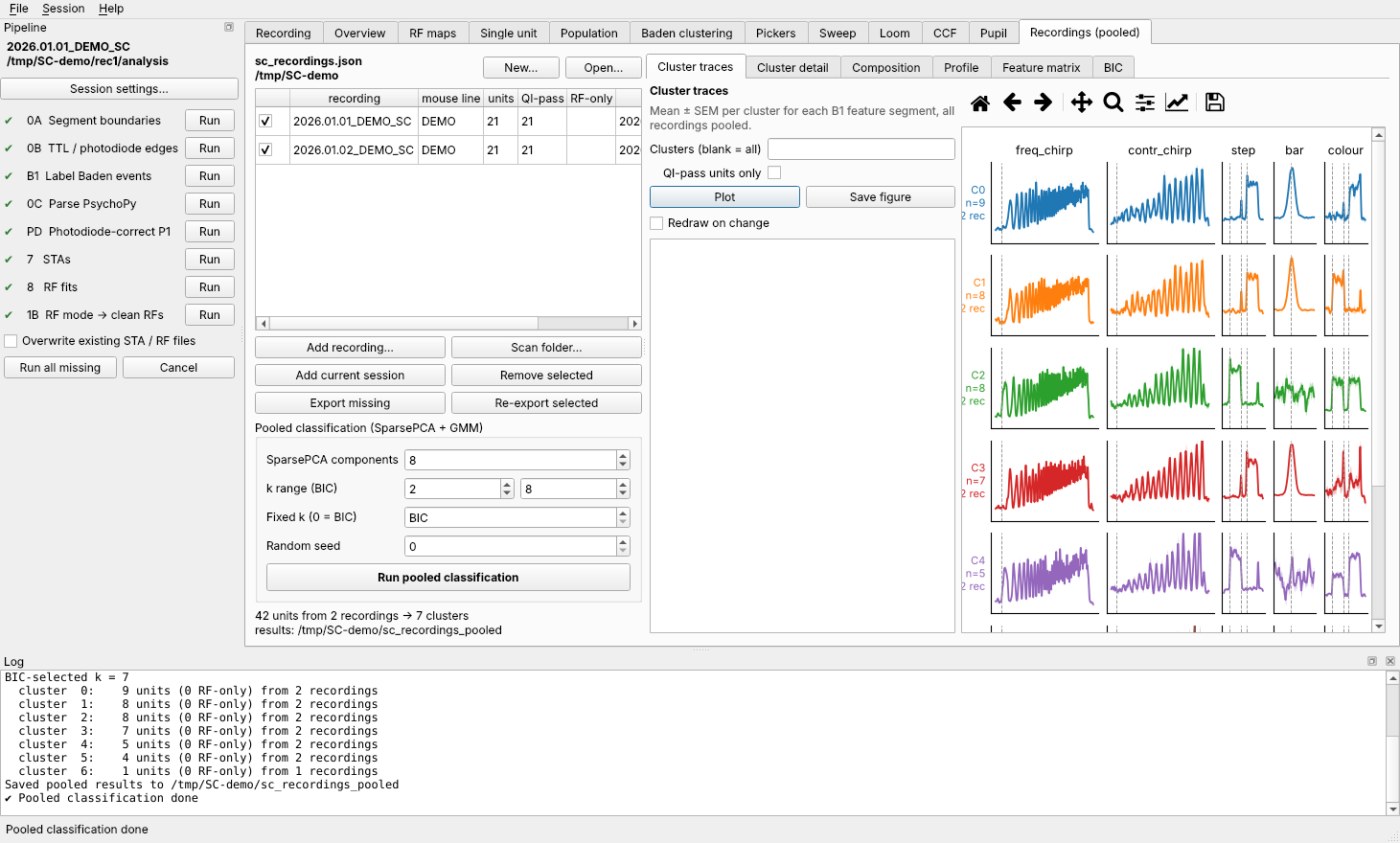 File Session Help
Pipeline
2026.01.01_DEMO_SC
/tmp/SC-demo/rec1/analysis
Session settings...
✔ 0A Segment boundaries Run
✔ 0B TTL / photodiode edges Run
✔ B1 Label Baden events Run
✔ 0C Parse PsychoPy Run
✔ PD Photodiode-correct P1 Run
✔ 7 STAs Run
✔ 8 RF fits Run
✔ 1B RF mode → clean RFs Run
Overwrite existing STA / RF files
Run all missing Cancel
Recording Overview RF maps Single unit Population Baden clustering Pickers Sweep Loom CCF Pupil Recordings (pooled)
sc_recordings.json
/tmp/SC-demo
New... Open...
recording mouse line units QI-pass RF-only
2026.01.01_DEMO_SC DEMO 21 21 202
2026.01.02_DEMO_SC DEMO 21 21 202
Add recording... Scan folder...
Add current session Remove selected
Export missing Re-export selected
Pooled classification (SparsePCA + GMM)
SparsePCA components 8
k range (BIC) 2 8
Fixed k (0 = BIC) BIC
Random seed 0
Run pooled classification
42 units from 2 recordings → 7 clusters
results: /tmp/SC-demo/sc_recordings_pooled
Cluster traces Cluster detail Composition Profile Feature matrix BIC
Cluster traces
Mean ± SEM per cluster for each B1 feature segment, all
recordings pooled.
Clusters (blank = all)
QI-pass units only
Plot Save figure
Redraw on change
freq_chirp contr_chirp step bar colour
C0
n=9
2 rec
C1
n=8
2 rec
C2
n=8
2 rec
C3
n=7
2 rec
C4
n=5
2 rec
Log
BIC-selected k = 7
cluster 0: 9 units (0 RF-only) from 2 recordings
cluster 1: 8 units (0 RF-only) from 2 recordings
cluster 2: 8 units (0 RF-only) from 2 recordings
cluster 3: 7 units (0 RF-only) from 2 recordings
cluster 4: 5 units (0 RF-only) from 2 recordings
cluster 5: 4 units (0 RF-only) from 2 recordings
cluster 6: 1 units (0 RF-only) from 1 recordings
Saved pooled results to /tmp/SC-demo/sc_recordings_pooled
✔ Pooled classification done
Pooled classification done